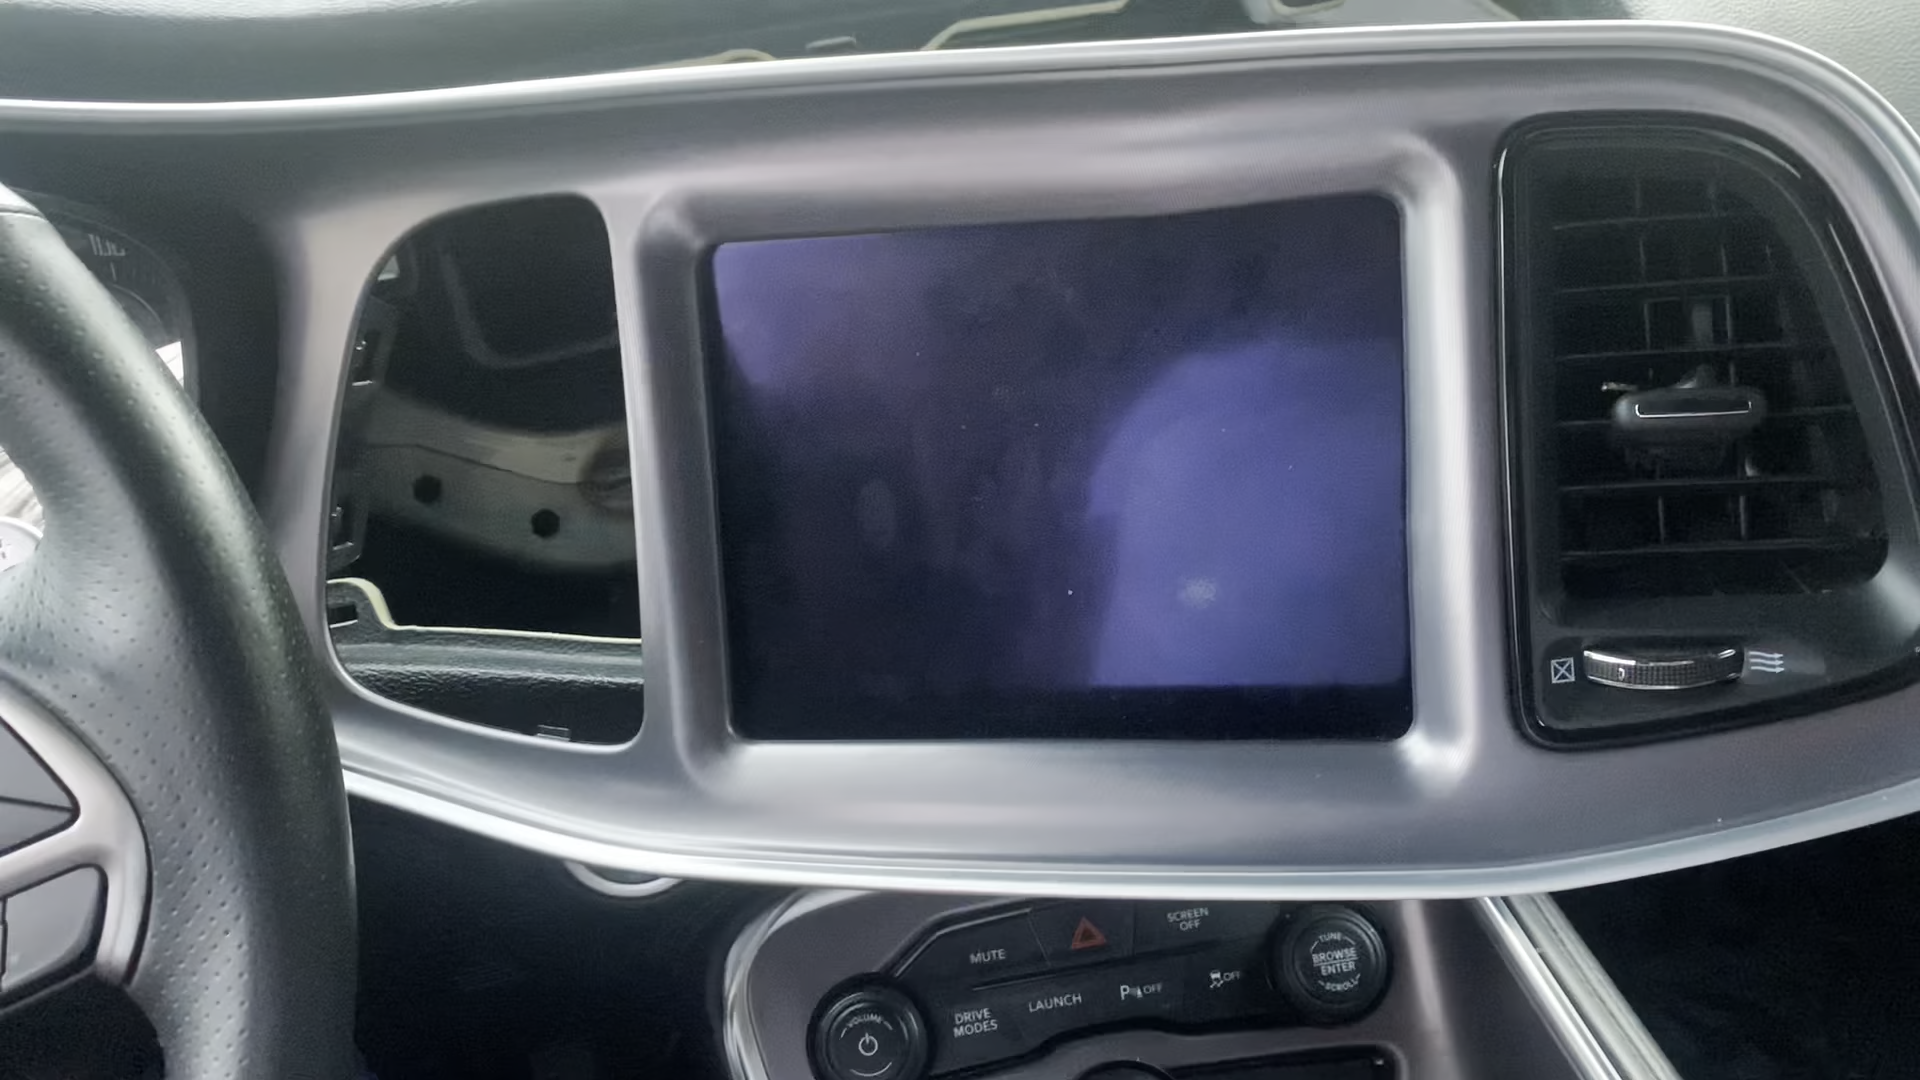 SCREEN
OFF
MUTE
TUNE
BROWSE
ENTER
SCROLL
OFF
P OFF
LAUNCH
DRIVE
MODES
VOLUME